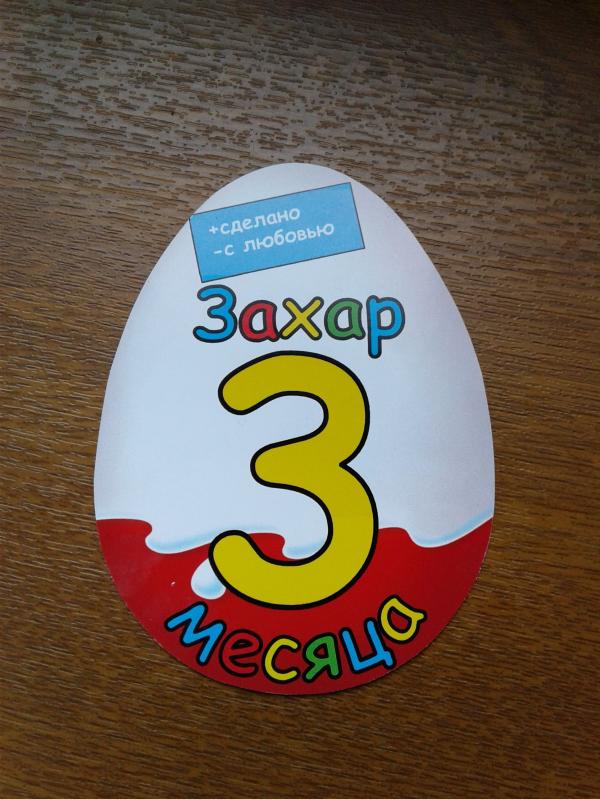 +сделано
-с любовью
Захар
3
месяца